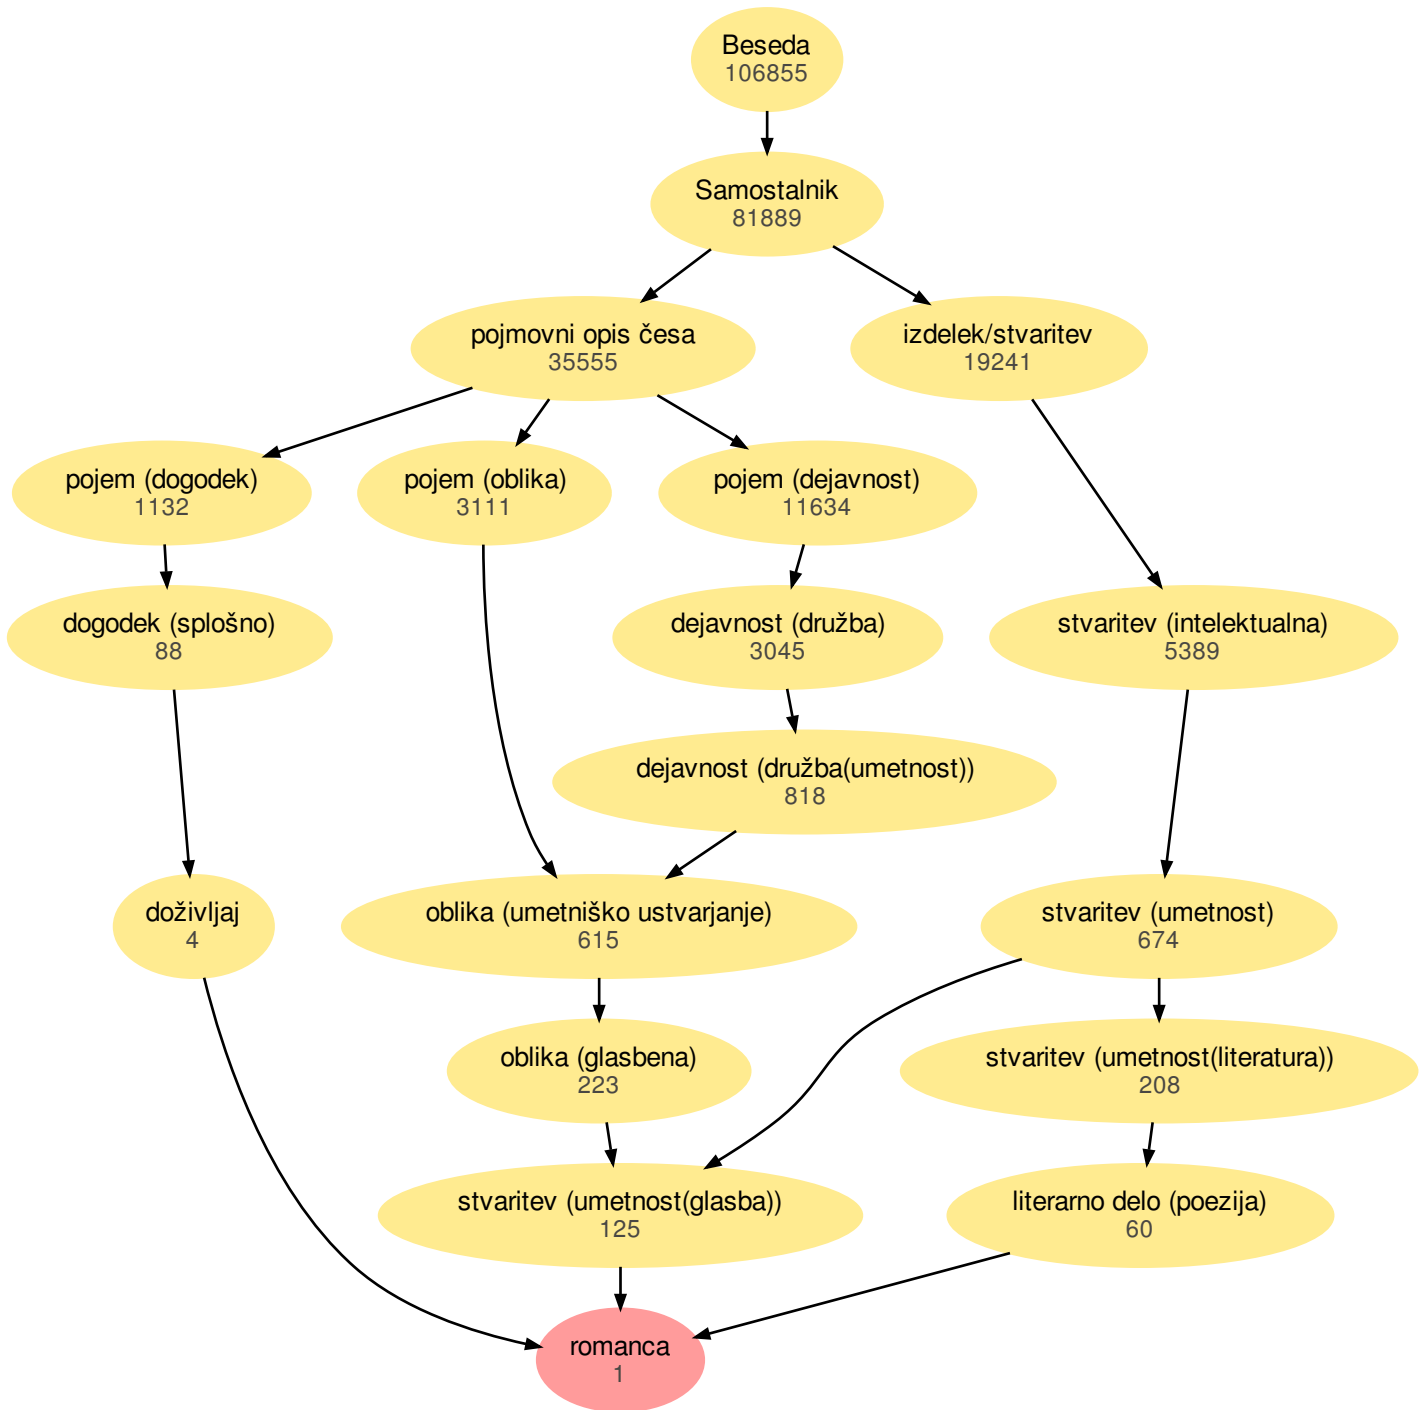 Beseda
106855
Samostalnik
81889
pojmovni opis česa
35555
izdelek/stvaritev
19241
pojem (dogodek)
1132
pojem (oblika)
3111
pojem (dejavnost)
11634
dogodek (splošno)
88
dejavnost (družba)
3045
stvaritev (intelektualna)
5389
dejavnost (družba(umetnost))
818
doživljaj
4
oblika (umetniško ustvarjanje)
615
stvaritev (umetnost)
674
oblika (glasbena)
223
stvaritev (umetnost(literatura))
208
stvaritev (umetnost(glasba))
125
literarno delo (poezija)
60
romanca
1